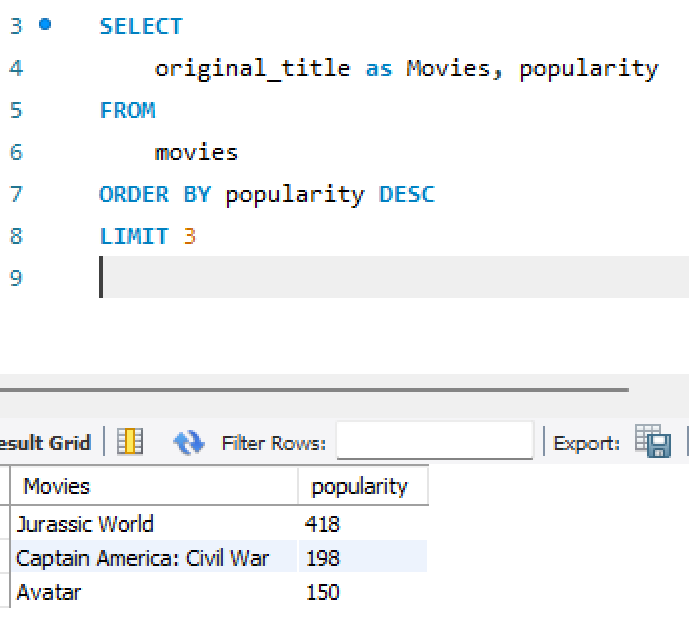 3 SELECT
4 original_title as Movies, popularity
5 FROM
6 movies
7 ORDER BY popularity DESC
8 LIMIT 3
9
esult Grid Filter Rows: Export:
Movies popularity
Jurassic World 418
Captain America: Civil War 198
Avatar 150